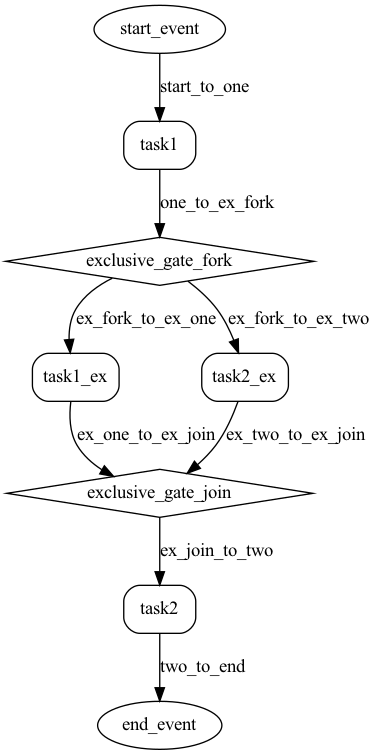 start_event
start_to_one
task1
one_to_ex_fork
exclusive_gate_fork
ex_fork_to_ex_one
ex_fork_to_ex_two
task1_ex
task2_ex
ex_one_to_ex_join
ex_two_to_ex_join
exclusive_gate_join
ex_join_to_two
task2
two_to_end
end_event